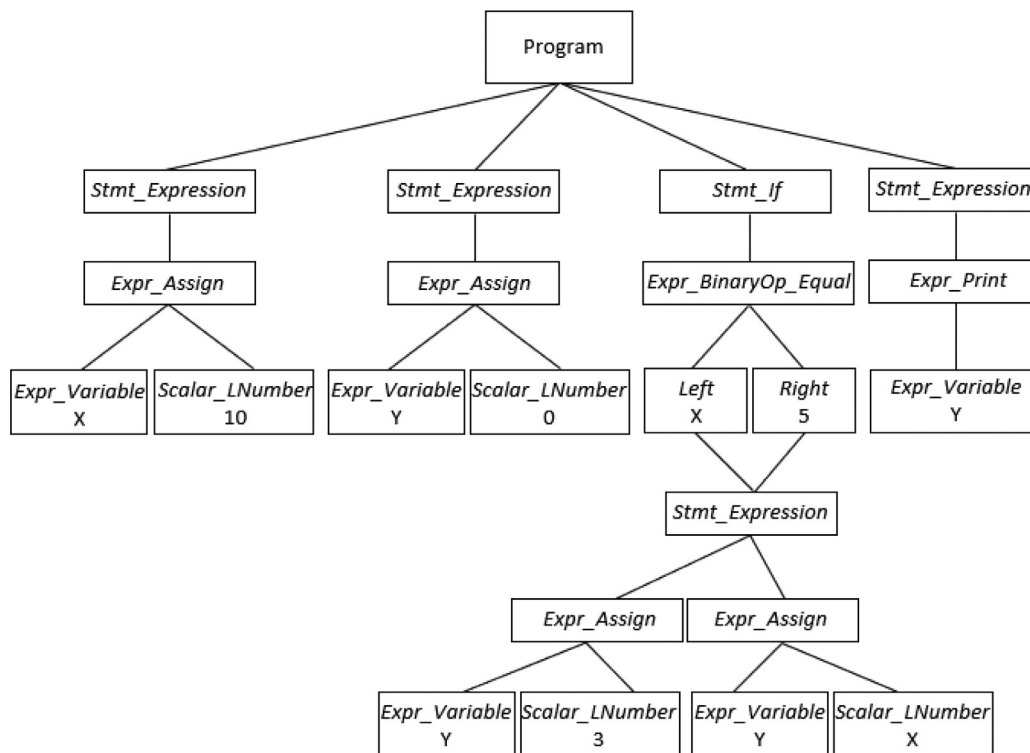 Program
Stmt_Expression
Stmt_Expression
Stmt_If
Stmt_Expression
Expr_Assign
Expr_Assign
Expr_BinaryOp_Equal
Expr_Print
Expr_Variable
X
Scalar_LNumber
10
Expr_Variable
Y
Scalar_LNumber
0
Left
X
Right
5
Expr_Variable
Y
Stmt_Expression
Expr_Assign
Expr_Assign
Expr_Variable
Y
Scalar_LNumber
3
Expr_Variable
Y
Scalar_LNumber
X